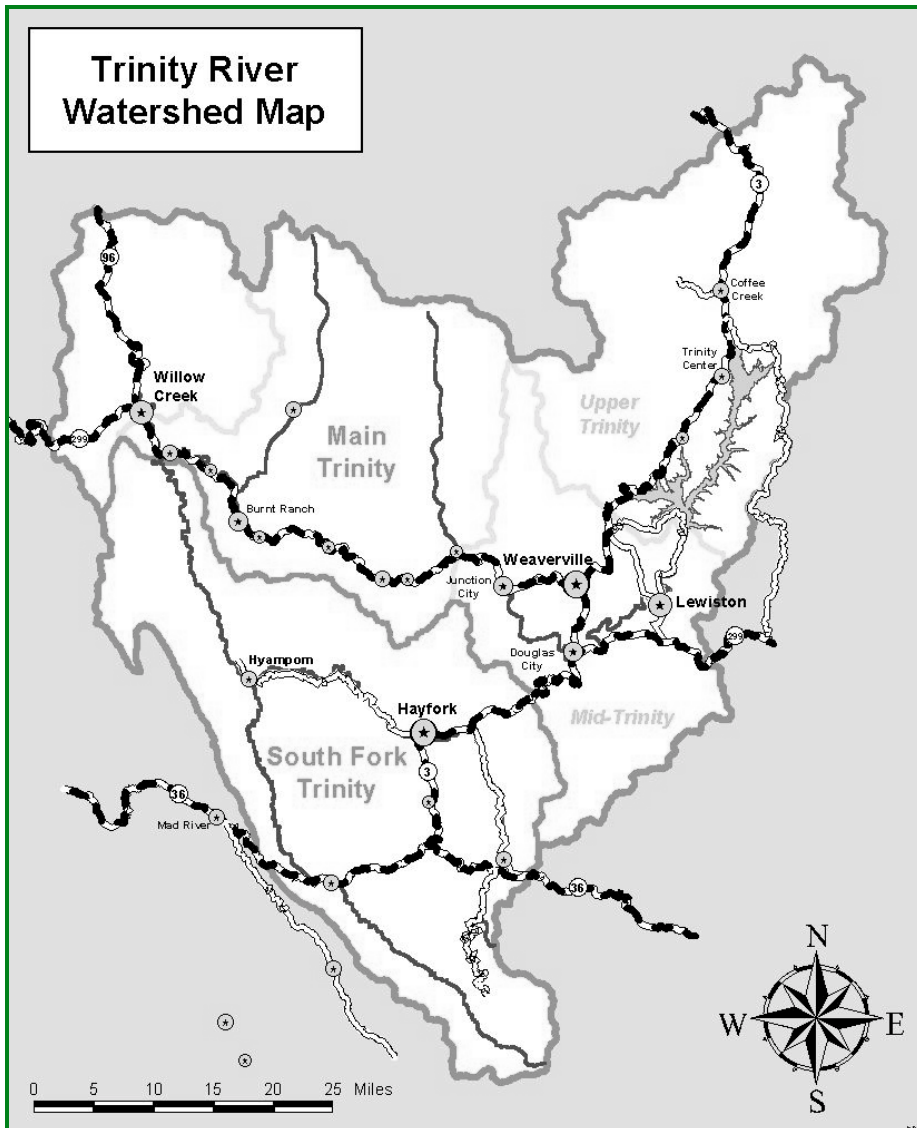 Trinity River
Watershed Map
3
96
Coffee
Creek
Trinity
Center
Willow
Creek
Upper
Trinity
299
Main
Trinity
Burnt Ranch
Weaverville
Junction
City
Lewiston
299
Douglas
City
Hyampom
Hayfork
Mid-Trinity
South Fork
Trinity
3
36
Mad River
36
N
W
E
S
0 5 10 15 20 25 Miles